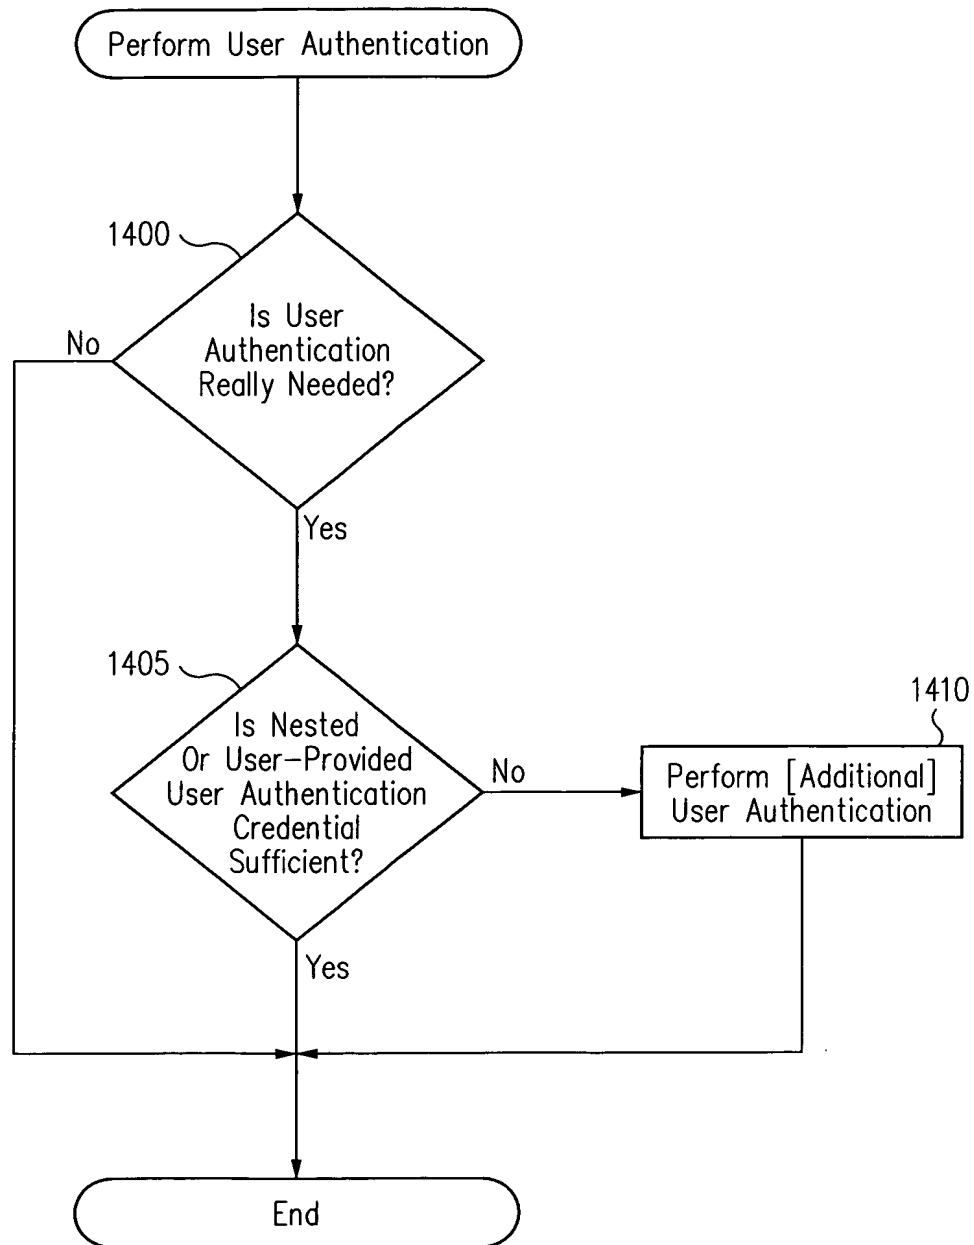 Perform User Authentication
1400
Is User
Authentication
Really Needed?
No
Yes
1405
Is Nested
Or User-Provided
User Authentication
Credential
Sufficient?
No
1410
Perform [Additional]
User Authentication
Yes
End